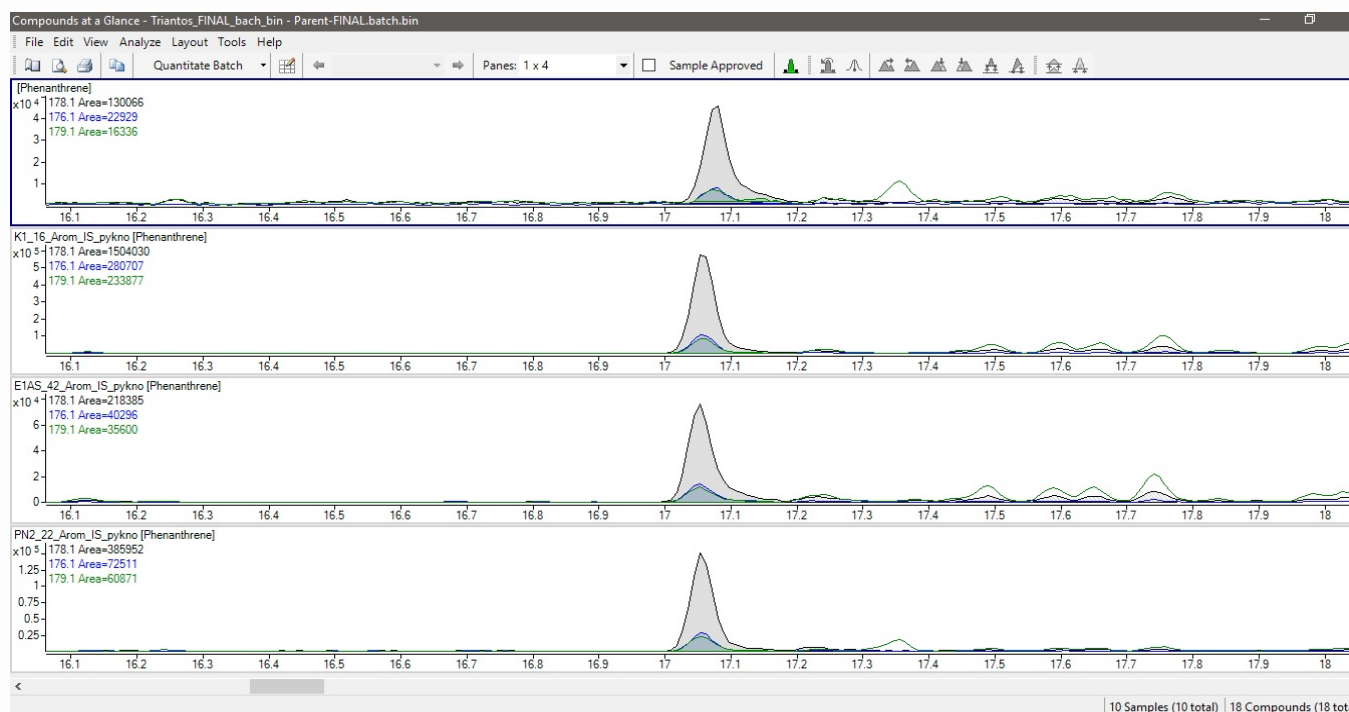 Compounds at a Glance - Triantos_FINAL_bach_bin - Parent-FINAL.batch.bin
File Edit View Analyze Layout Tools Help
Quantitate Batch Panes: 1 x 4 Sample Approved
[Phenanthrene]
x10 4 178.1 Area=130066
4 176.1 Area=22929
3 179.1 Area=16336
2
1
16.1 16.2 16.3 16.4 16.5 16.6 16.7 16.8 16.9 17 17.1 17.2 17.3 17.4 17.5 17.6 17.7 17.8 17.9 18
K1_16_Arom_IS_pykno [Phenanthrene]
x10 5 178.1 Area=1504030
5 176.1 Area=280707
4 179.1 Area=233877
3
2
1
16.1 16.2 16.3 16.4 16.5 16.6 16.7 16.8 16.9 17 17.1 17.2 17.3 17.4 17.5 17.6 17.7 17.8 17.9 18
E1AS_42_Arom_IS_pykno [Phenanthrene]
x10 4 178.1 Area=218385
176.1 Area=40296
6 179.1 Area=35600
4
2
0
16.1 16.2 16.3 16.4 16.5 16.6 16.7 16.8 16.9 17 17.1 17.2 17.3 17.4 17.5 17.6 17.7 17.8 17.9 18
PN2_22_Arom_IS_pykno [Phenanthrene]
x10 5 178.1 Area=385952
1.25 176.1 Area=72511
1 179.1 Area=60871
0.75
0.5
0.25
16.1 16.2 16.3 16.4 16.5 16.6 16.7 16.8 16.9 17 17.1 17.2 17.3 17.4 17.5 17.6 17.7 17.8 17.9 18
10 Samples (10 total) 18 Compounds (18 tota